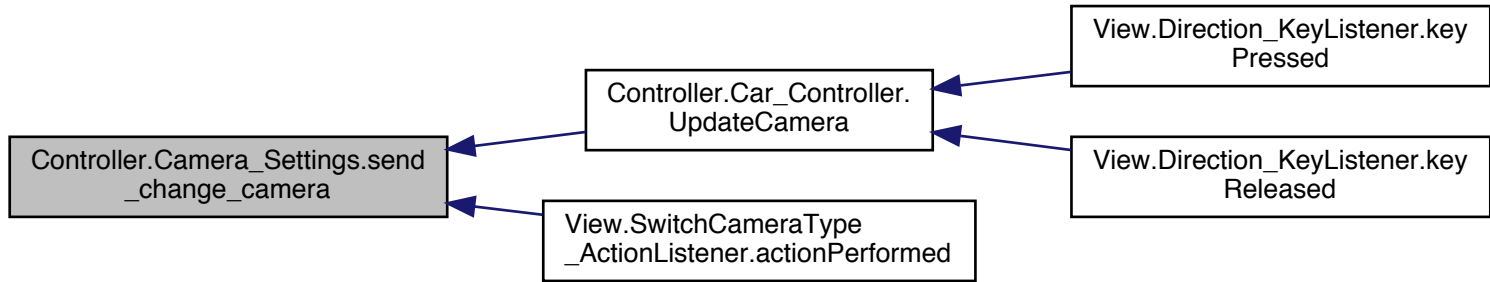 Controller.Camera_Settings.send
_change_camera
Controller.Car_Controller.
UpdateCamera
View.Direction_KeyListener.key
Pressed
View.Direction_KeyListener.key
Released
View.SwitchCameraType
_ActionListener.actionPerformed